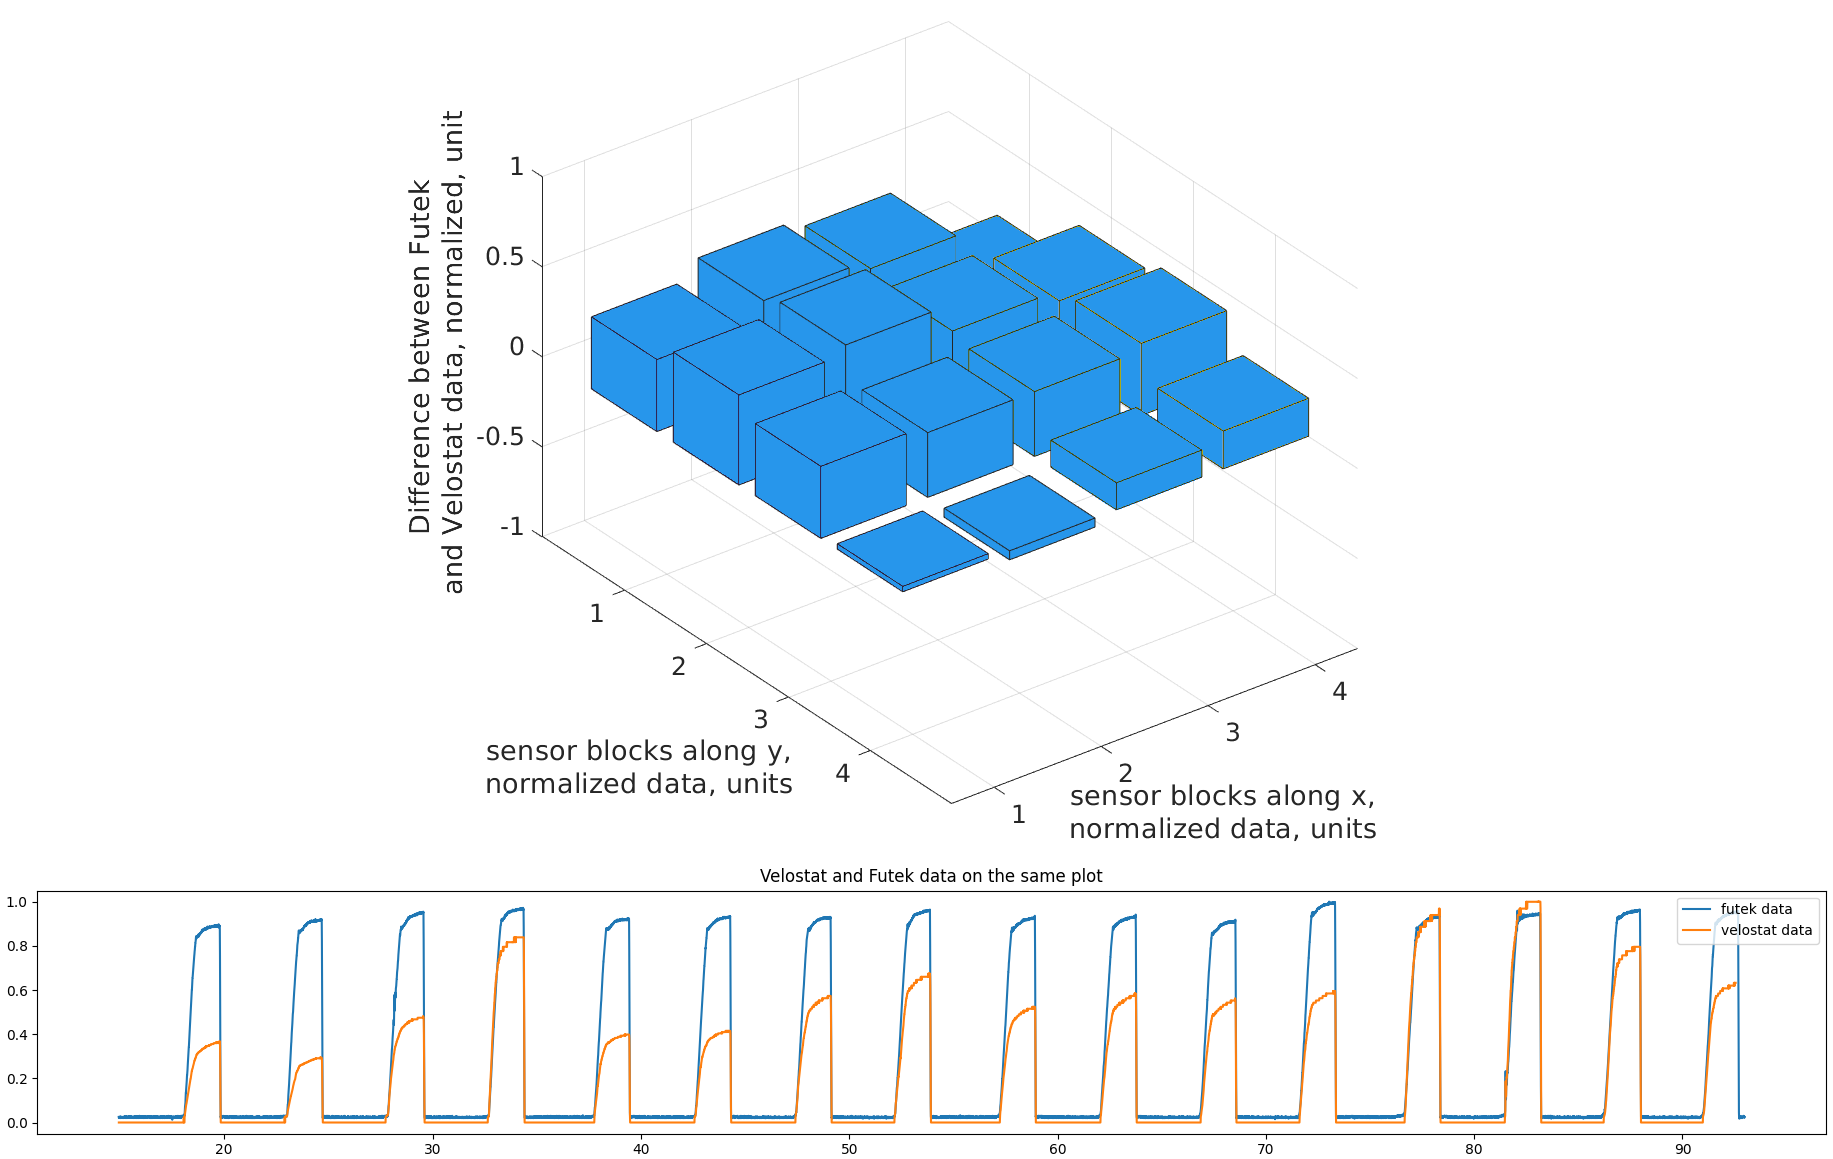 Difference between Futek
and Velostat data, normalized, unit
1
0.5
0
-0.5
-1
1
2
3
4
sensor blocks along y,
normalized data, units
1
2
3
4
sensor blocks along x,
normalized data, units
Velostat and Futek data on the same plot
1.0
0.8
0.6
0.4
0.2
0.0
futek data
velostat data
20 30 40 50 60 70 80 90